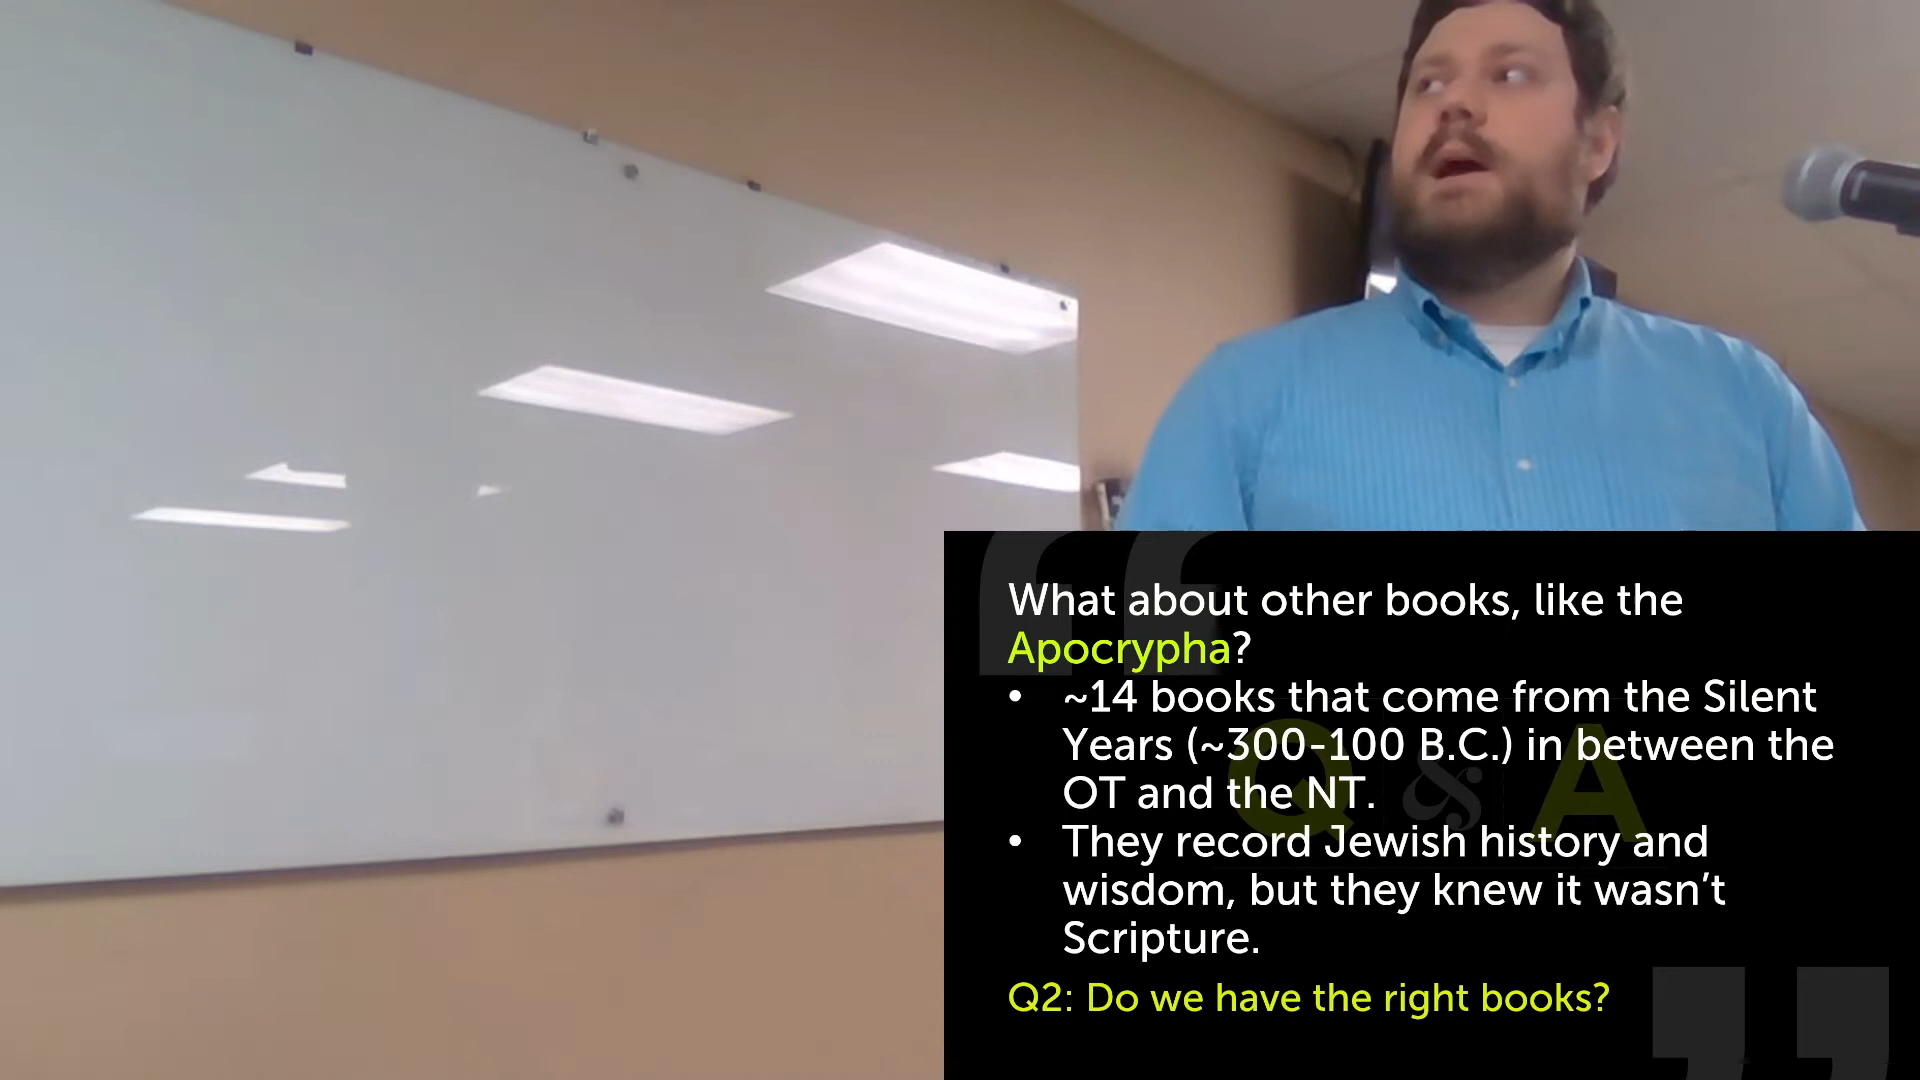 What about other books, like the
Apocrypha?
• ~14 books that come from the Silent
Years (~300-100 B.C.) in between the
OT and the NT.
• They record Jewish history and
wisdom, but they knew it wasn’t
Scripture.
Q2: Do we have the right books?
Q & A